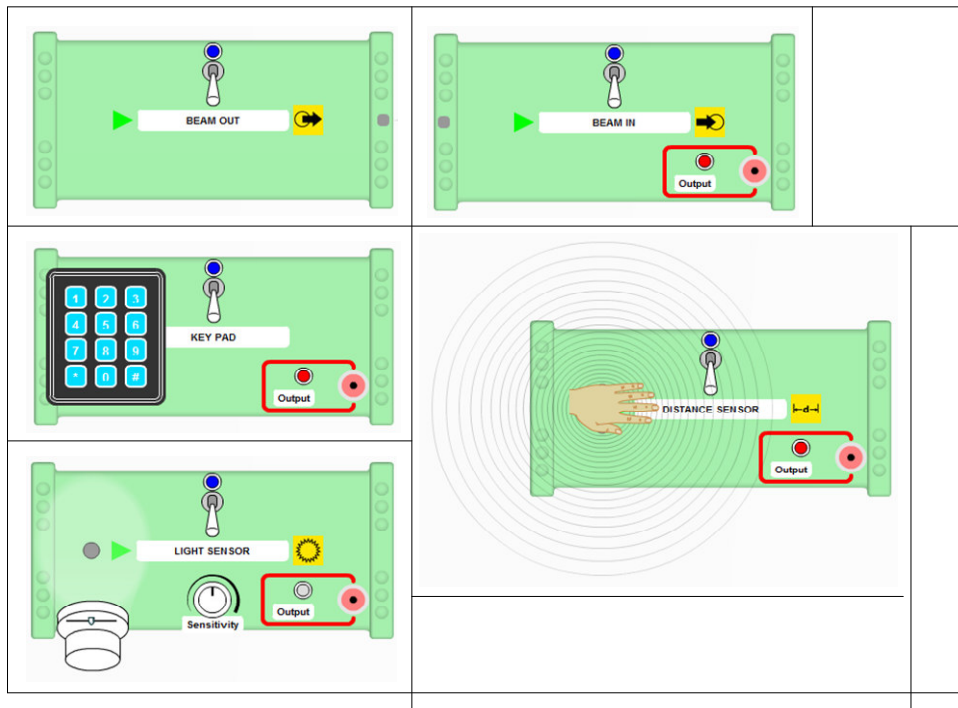 BEAM OUT
BEAM IN
Output
1 2 3
4 5 6
7 8 9
* 0 #
KEY PAD
Output
DISTANCE SENSOR
d
Output
LIGHT SENSOR
Sensitivity
Output